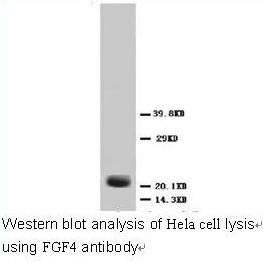 39.8KD
29KD
20.1KD
14.3KD
Western blot analysis of Hela cell lysis
using FGF4 antibody